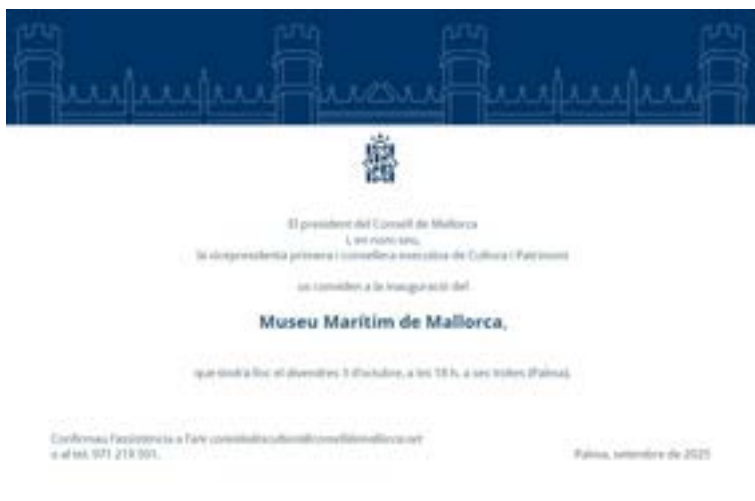 El president del Consell de Mallorca
i, en nom seu,
la vicepresidenta primera i consellera executiva de Cultura i Patrimoni
us conviden a la inauguració del
Museu Marítim de Mallorca,
que tindrà lloc el divendres 3 d'octubre, a les 18 h, a ses Voltes (Palma).
Confirmau l'assistència a l'a/e
o al tel. 971 219 501.
Palma, setembre de 2025